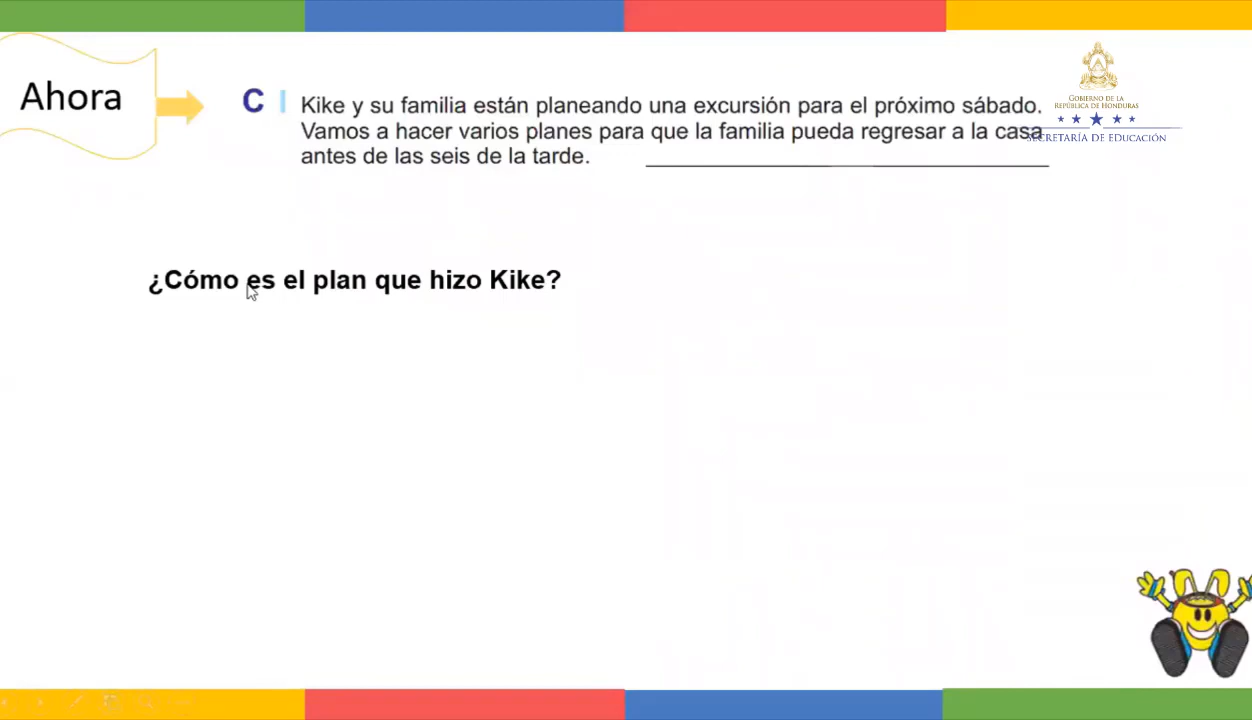 Ahora
C
Kike y su familia están planeando una excursión para el próximo sábado.
Vamos a hacer varios planes para que la familia pueda regresar a la casa
antes de las seis de la tarde.
GOBIERNO DE LA
REPÚBLICA DE HONDURAS
SECRETARÍA DE EDUCACIÓN
¿Cómo es el plan que hizo Kike?